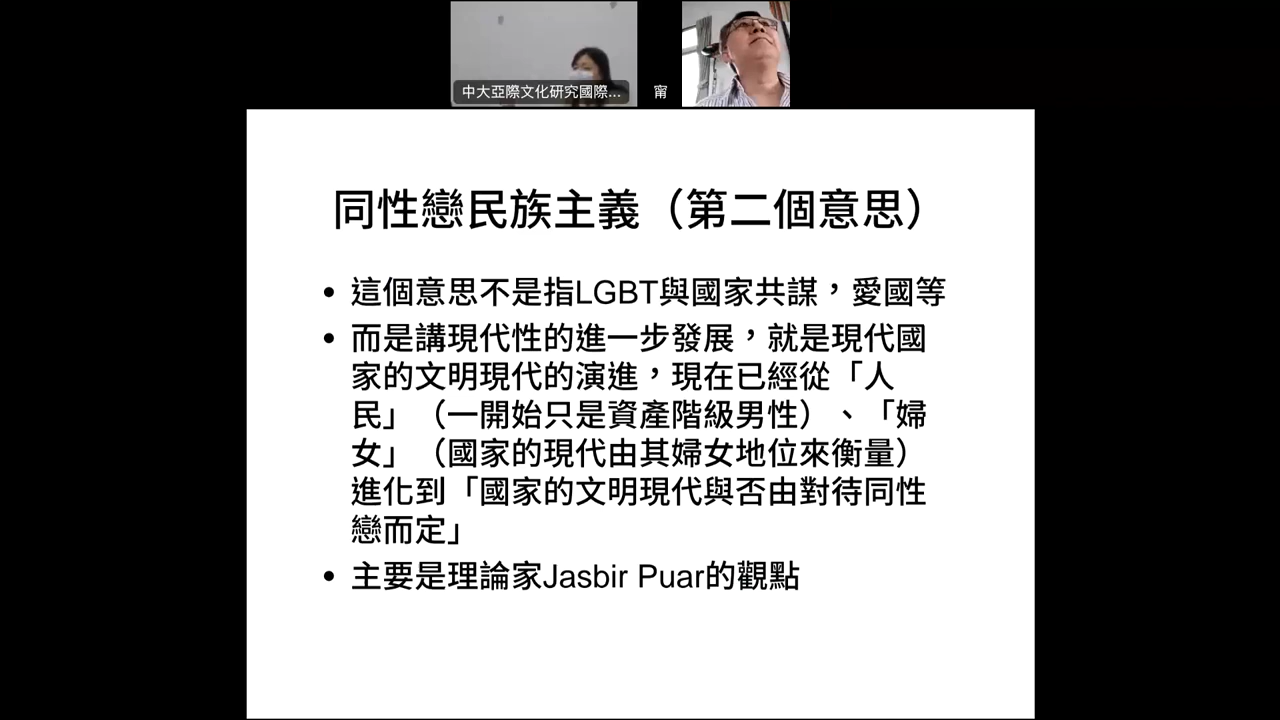 中大亞際文化研究國際...
甯
同性戀民族主義（第二個意思）
• 這個意思不是指LGBT與國家共謀，愛國等
• 而是講現代性的進一步發展，就是現代國
家的文明現代的演進，現在已經從「人
民」（一開始只是資產階級男性）、「婦
女」（國家的現代由其婦女地位來衡量）
進化到「國家的文明現代與否由對待同性
戀而定」
• 主要是理論家Jasbir Puar的觀點